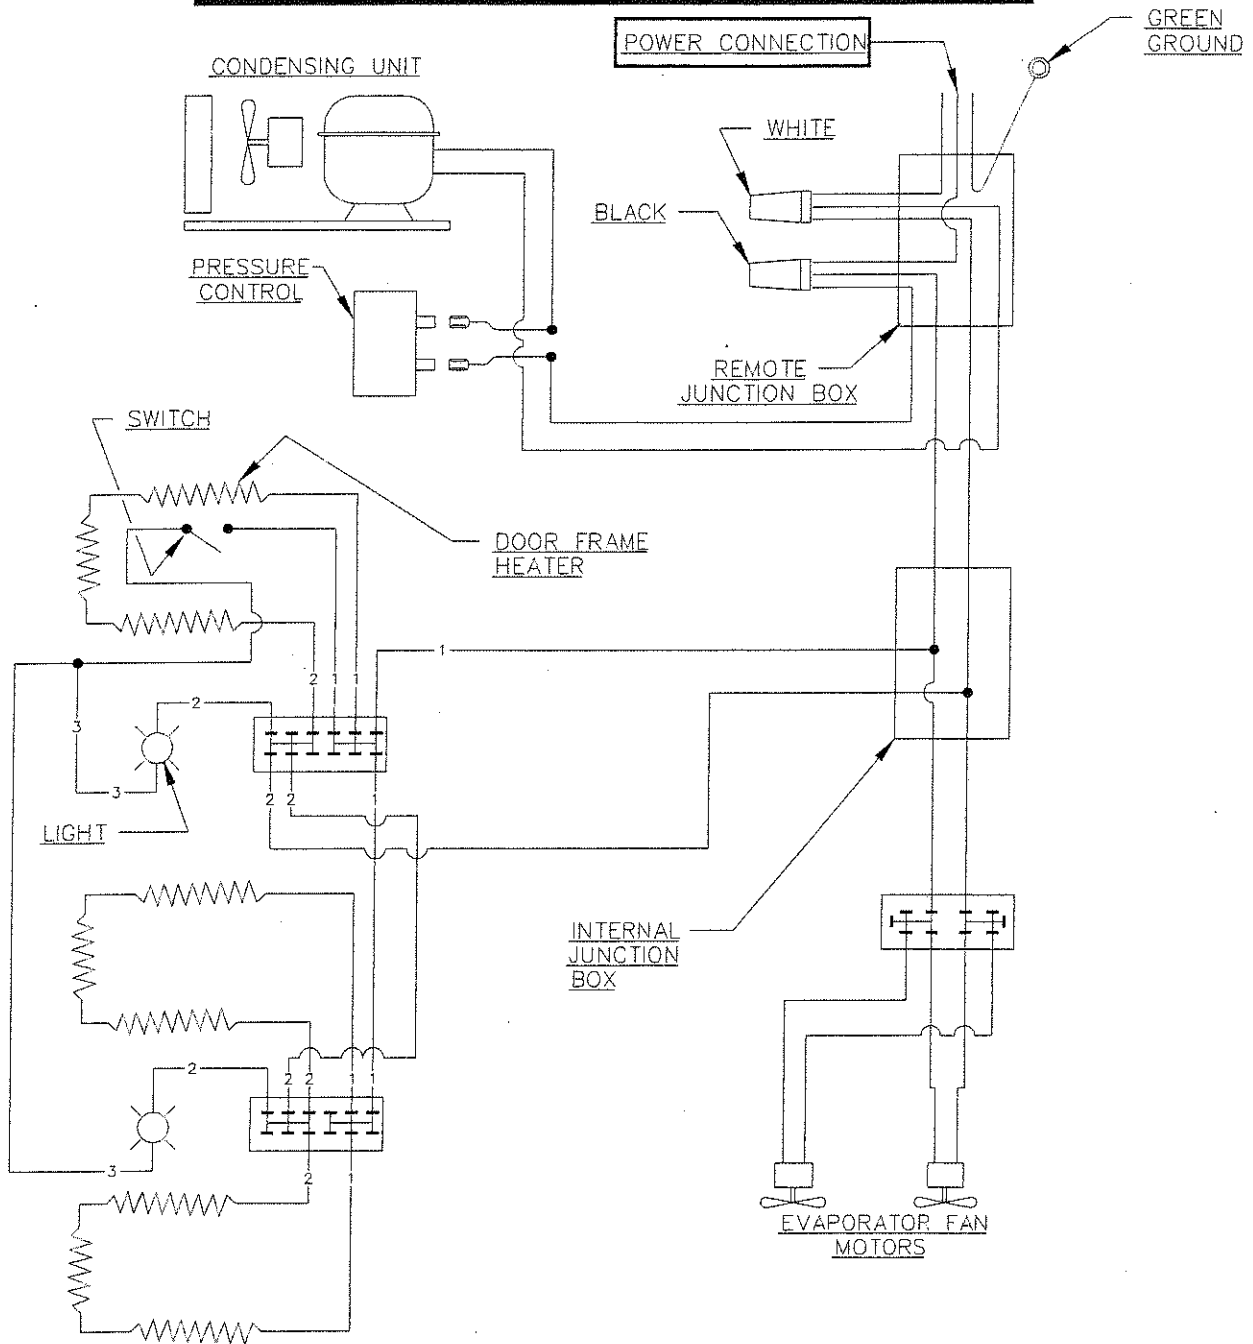 POWER CONNECTION
GREEN
GROUND
CONDENSING UNIT
WHITE
BLACK
PRESSURE
CONTROL
REMOTE
JUNCTION BOX
SWITCH
DOOR FRAME
HEATER
1
2 1 1
2
3
3
LIGHT
2 2 1
INTERNAL
JUNCTION
BOX
2
2 2 1 1
3
2 1
EVAPORATOR FAN
MOTORS